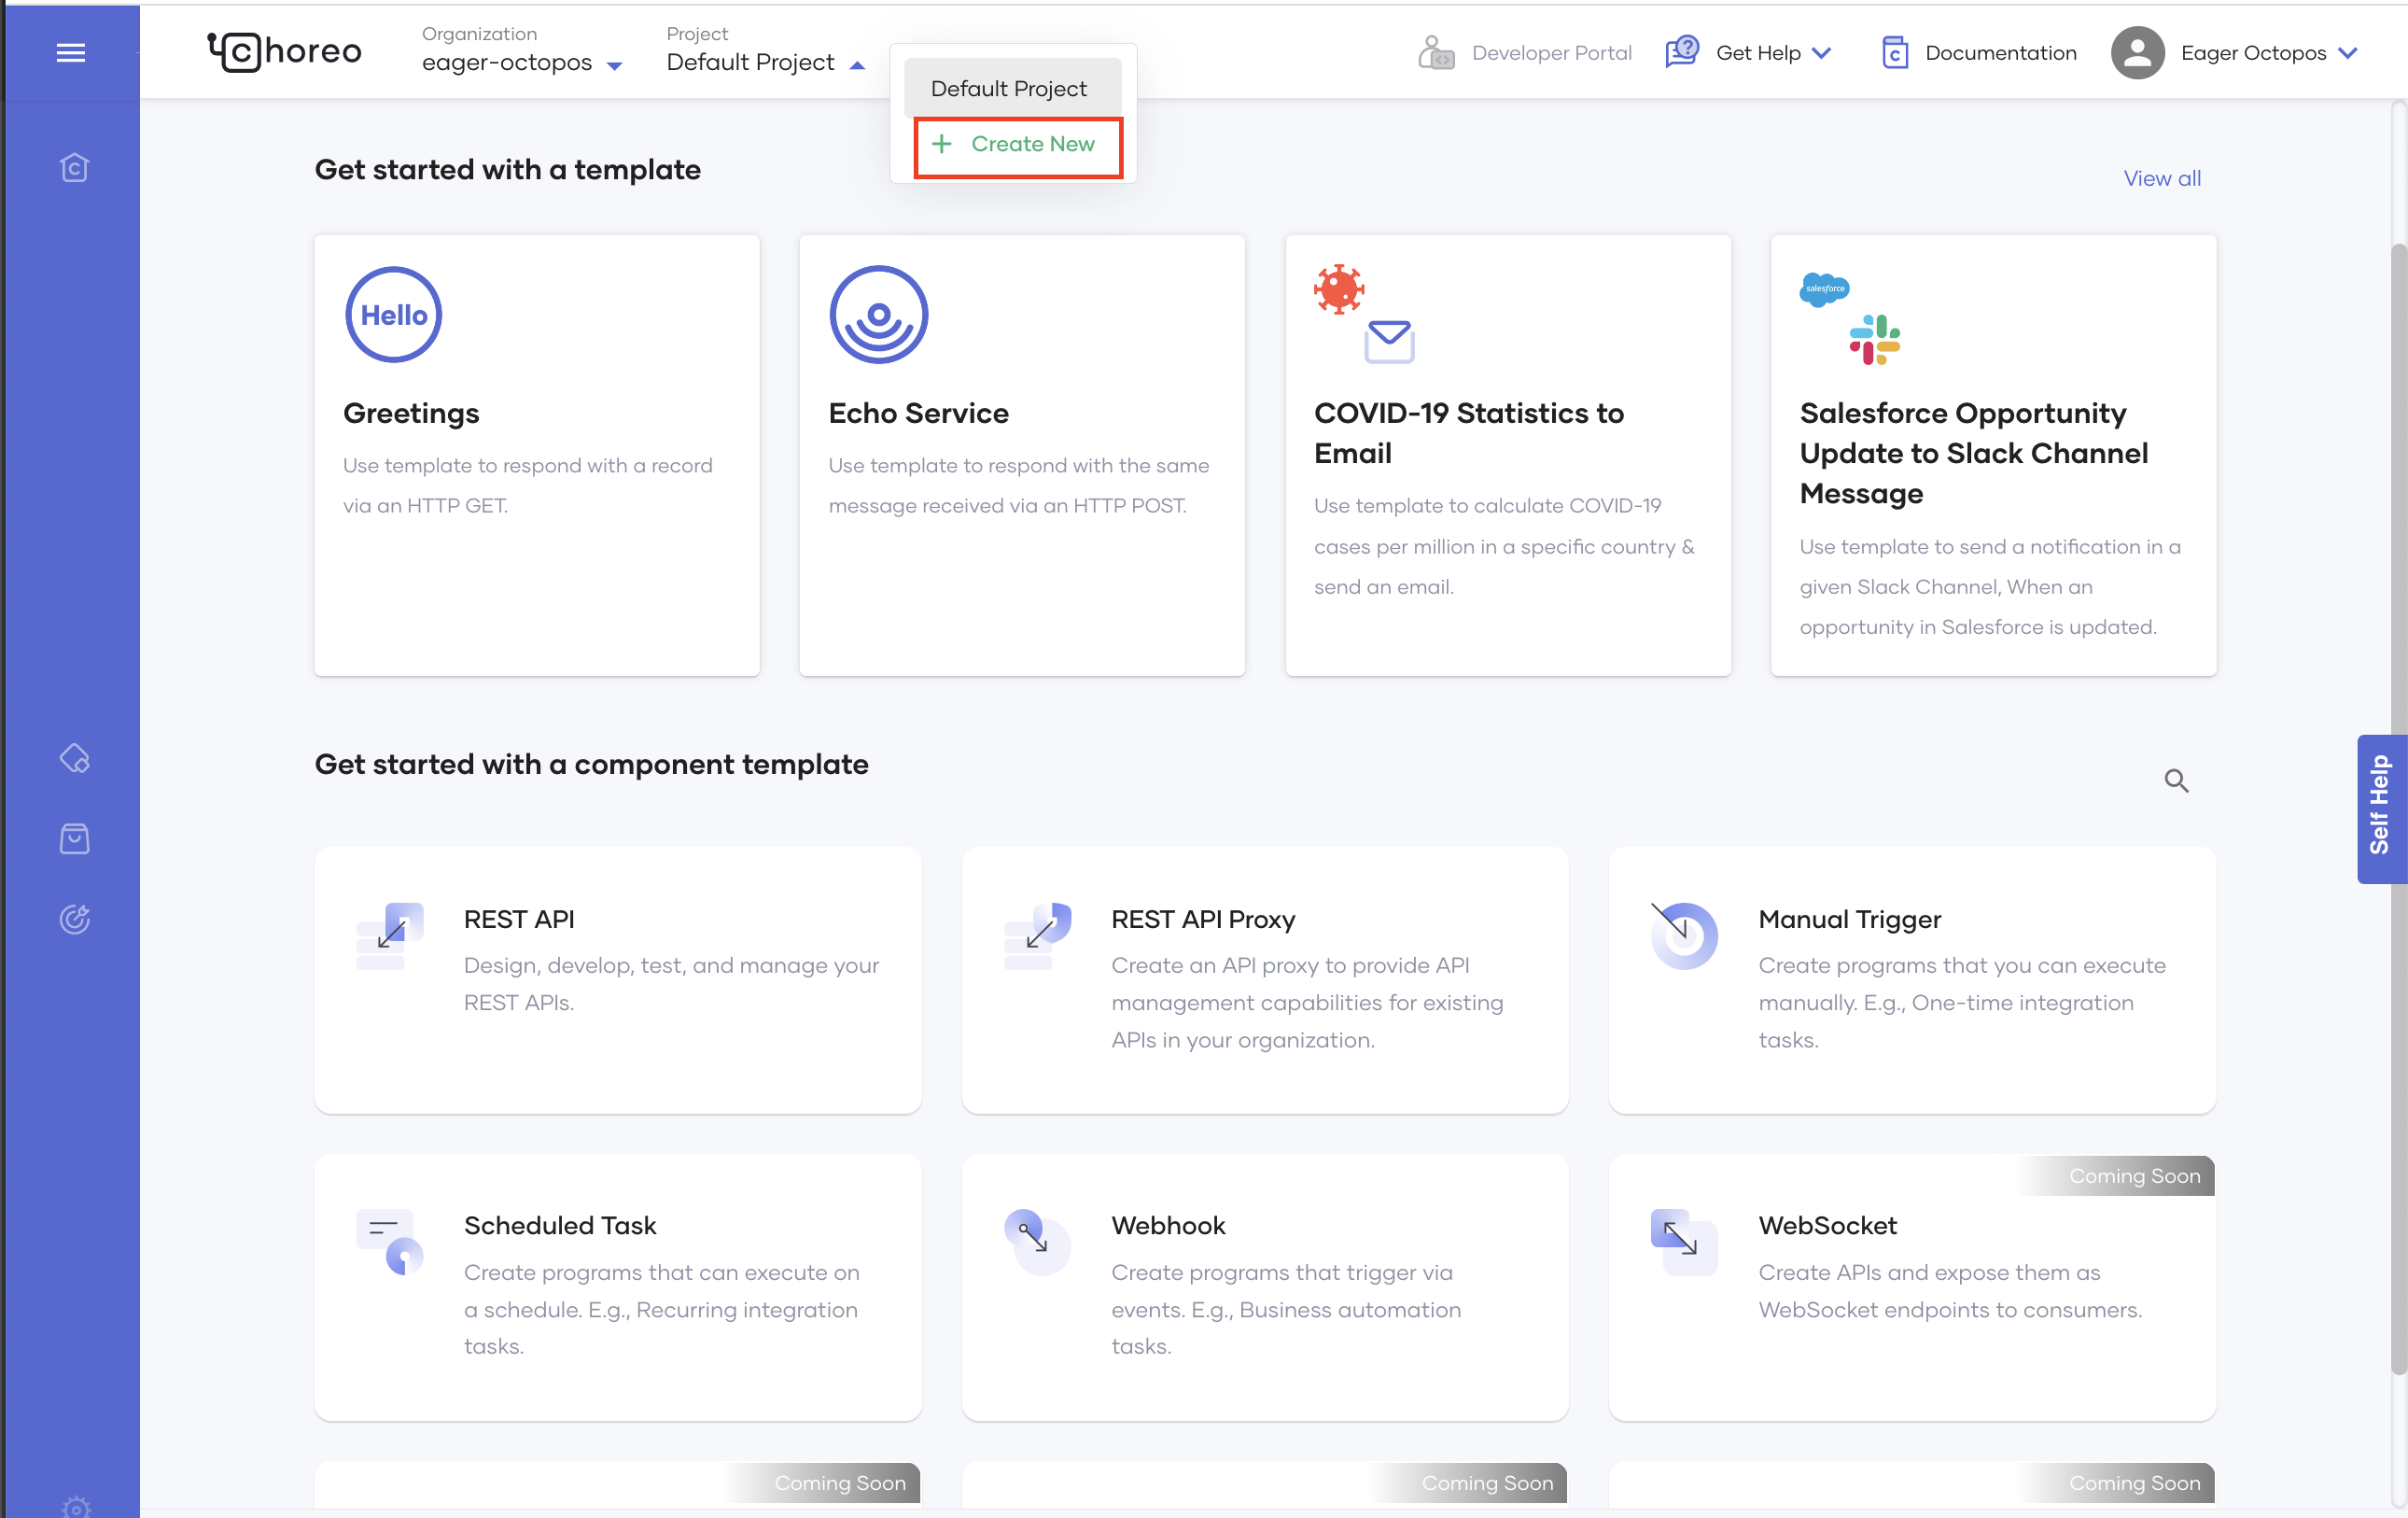 choreo
Organization
eager-octopos
Project
Default Project
Default Project
+ Create New
Developer Portal
Get Help
Documentation
Eager Octopos
Get started with a template
View all
Hello
Greetings
Use template to respond with a record
via an HTTP GET.
Echo Service
Use template to respond with the same
message received via an HTTP POST.
COVID-19 Statistics to
Email
Use template to calculate COVID-19
cases per million in a specific country &
send an email.
salesforce
Salesforce Opportunity
Update to Slack Channel
Message
Use template to send a notification in a
given Slack Channel, When an
opportunity in Salesforce is updated.
Self Help
Get started with a component template
REST API
Design, develop, test, and manage your
REST APIs.
REST API Proxy
Create an API proxy to provide API
management capabilities for existing
APIs in your organization.
Manual Trigger
Create programs that you can execute
manually. E.g., One-time integration
tasks.
Scheduled Task
Create programs that can execute on
a schedule. E.g., Recurring integration
tasks.
Webhook
Create programs that trigger via
events. E.g., Business automation
tasks.
Coming Soon
WebSocket
Create APIs and expose them as
WebSocket endpoints to consumers.
Coming Soon
Coming Soon
Coming Soon